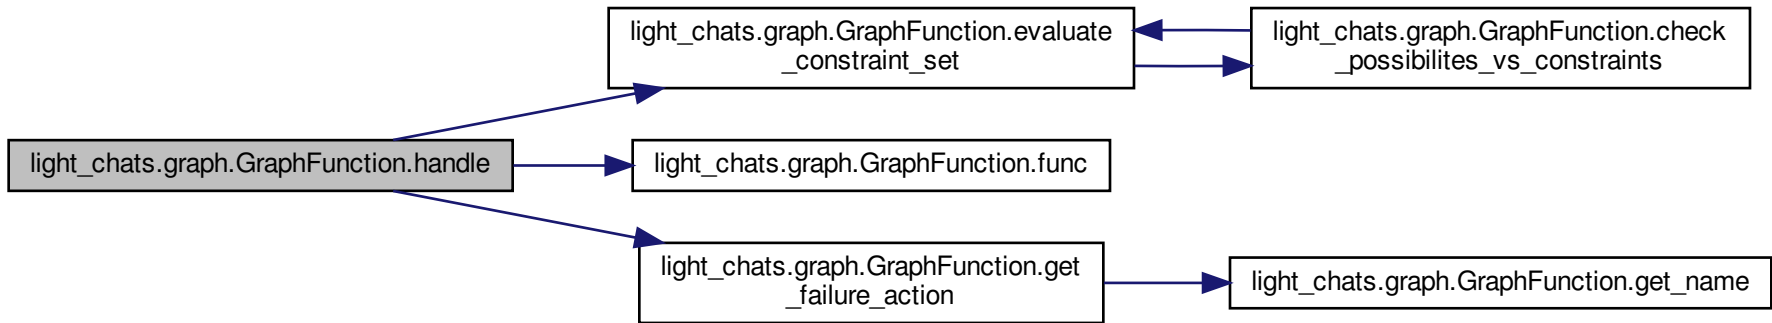 light_chats.graph.GraphFunction.evaluate
_constraint_set
light_chats.graph.GraphFunction.check
_possibilites_vs_constraints
light_chats.graph.GraphFunction.handle
light_chats.graph.GraphFunction.func
light_chats.graph.GraphFunction.get
_failure_action
light_chats.graph.GraphFunction.get_name